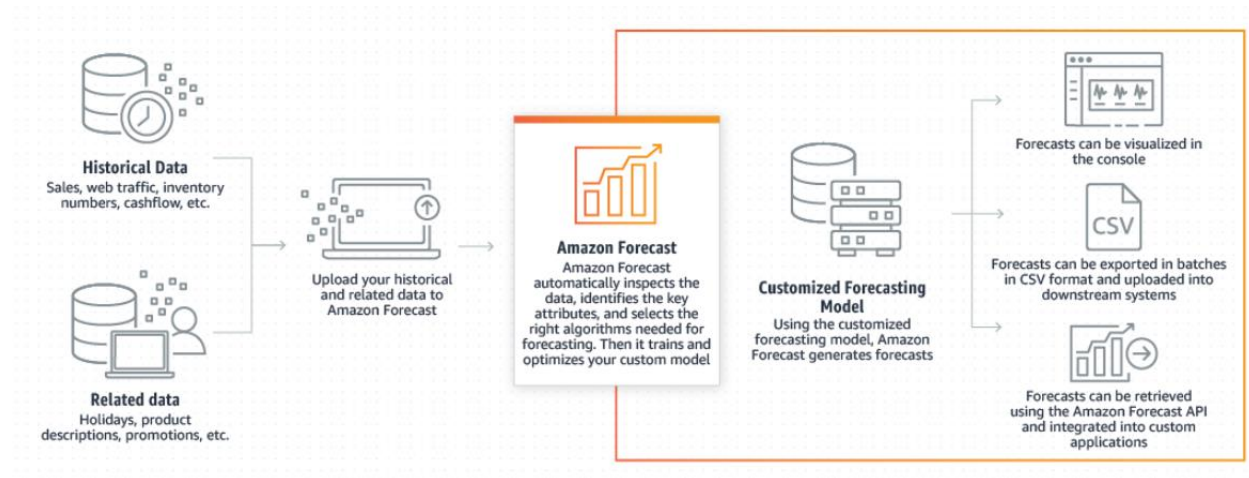 Historical Data
Sales, web traffic, inventory
numbers, cashflow, etc.
Related data
Holidays, product
descriptions, promotions, etc.
Upload your historical
and related data to
Amazon Forecast
Amazon Forecast
Amazon Forecast
automatically inspects the
data, identifies the key
attributes, and selects the
right algorithms needed for
forecasting. Then it trains and
optimizes your custom model
Customized Forecasting
Model
Using the customized
forecasting model, Amazon
Forecast generates forecasts
Forecasts can be visualized in
the console
CSV
Forecasts can be exported in batches
in CSV format and uploaded into
downstream systems
Forecasts can be retrieved
using the Amazon Forecast API
and integrated into custom
applications